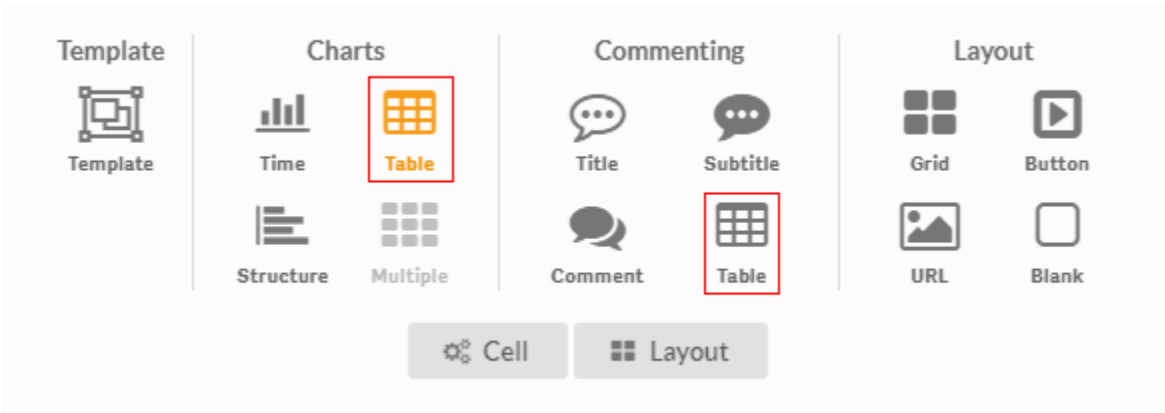 Template Charts Commenting Layout
Template Time Table Title Subtitle Grid Button
Structure Multiple Comment Table URL Blank
Cell Layout